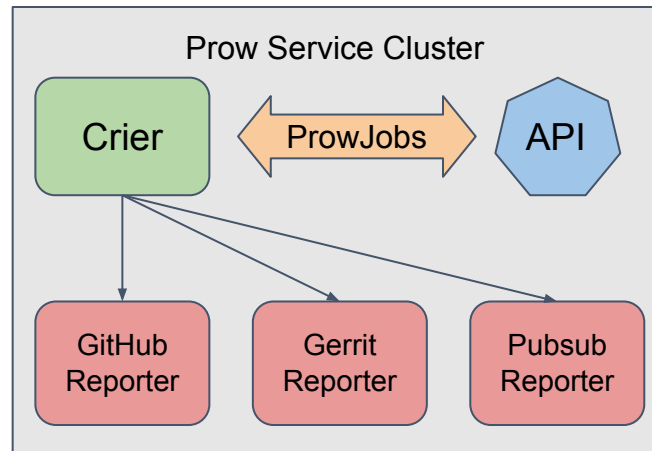 Prow Service Cluster
Crier
ProwJobs
API
GitHub
Reporter
Gerrit
Reporter
Pubsub
Reporter